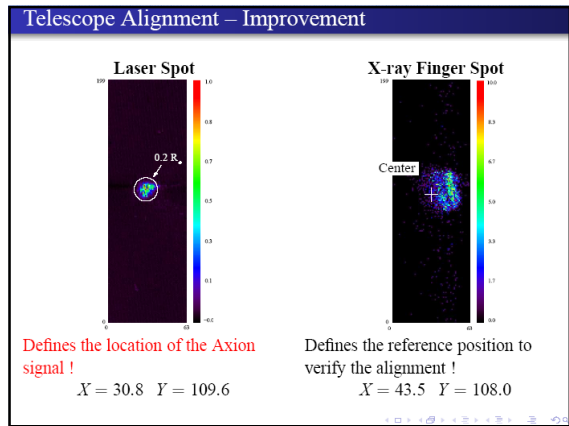 Telescope Alignment – Improvement
Laser Spot
199
1.0
0.8
0.7
0.5
0.3
0.2
−0.0
0.2 R
0
63
Defines the location of the Axion
signal !
X = 30.8 Y = 109.6
X-ray Finger Spot
199
10.0
8.3
6.7
5.0
3.3
1.7
0.0
Center
0
63
Defines the reference position to
verify the alignment !
X = 43.5 Y = 108.0